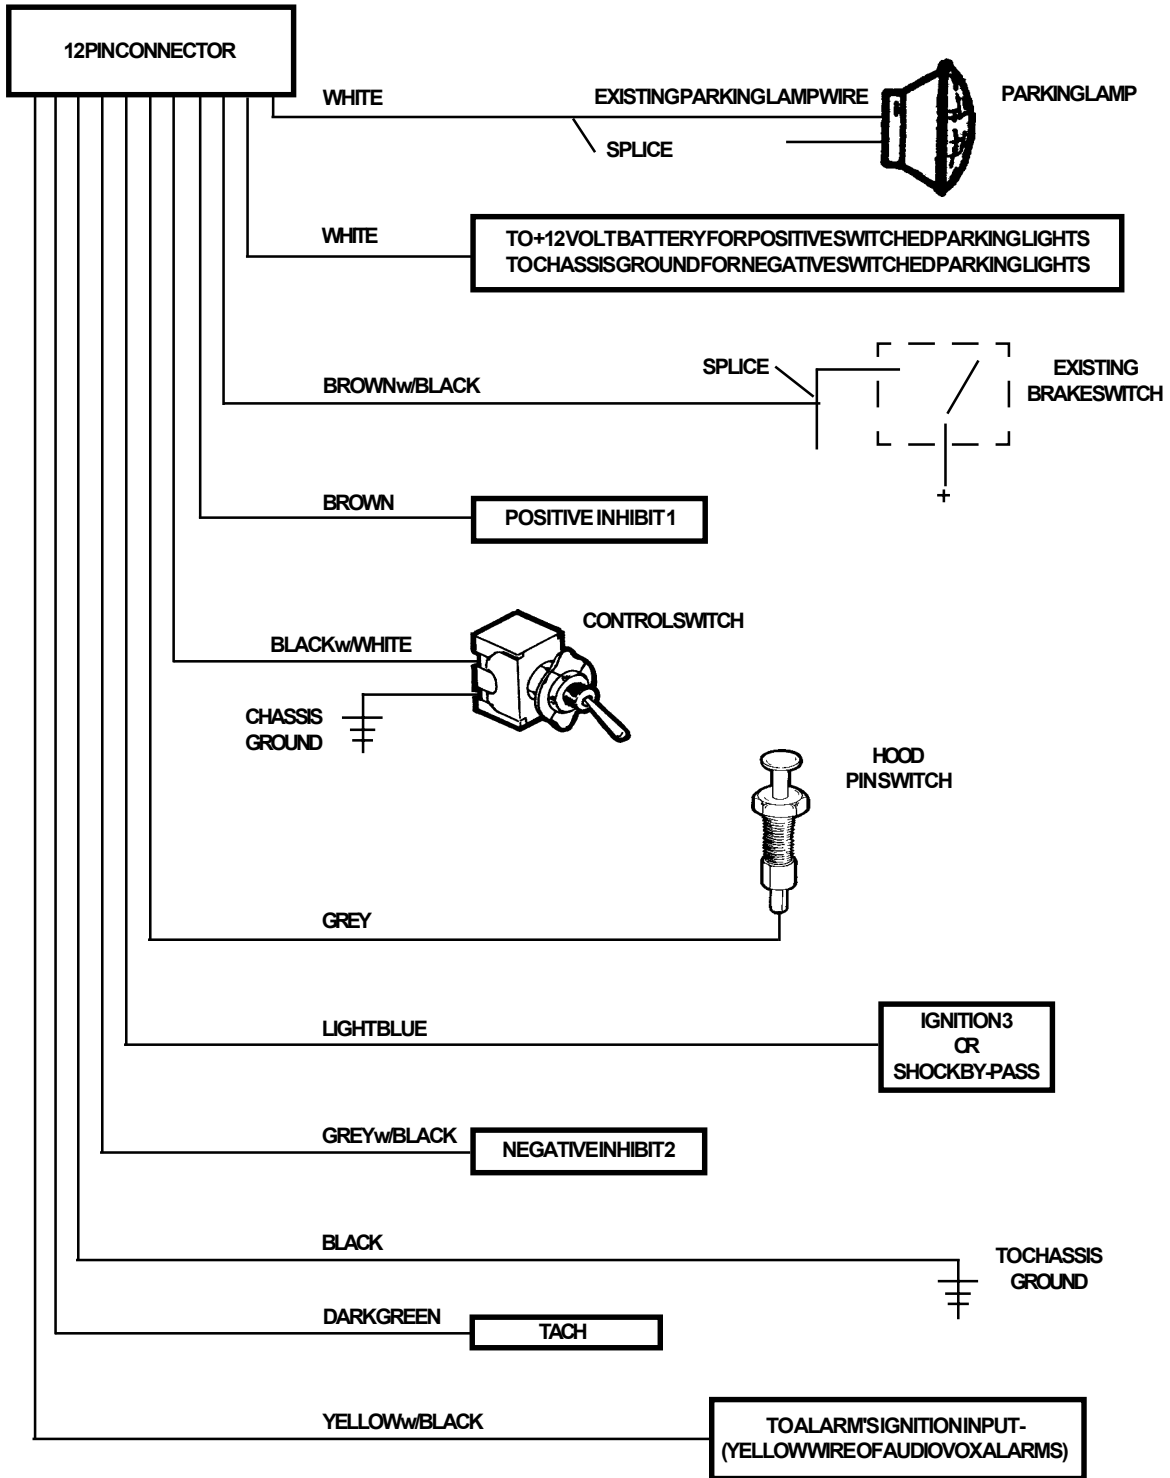 12PINCONNECTOR
WHITE
EXISTINGPARKINGLAMPWIRE
PARKINGLAMP
SPLICE
WHITE
TO+12VOLTBATTERYFORPOSITIVESWITCHEDPARKINGLIGHTS
TOCHASSISGROUNDFORNEGATIVESWITCHEDPARKINGLIGHTS
SPLICE
EXISTING
BRAKESWITCH
BROWNw/BLACK
+
BROWN
POSITIVE INHIBIT1
CONTROLSWITCH
BLACKw/WHITE
CHASSIS
GROUND
HOOD
PINSWITCH
GREY
LIGHTBLUE
IGNITION3
OR
SHOCKBY-PASS
GREYw/BLACK
NEGATIVEINHIBIT2
BLACK
TOCHASSIS
GROUND
DARKGREEN
TACH
YELLOWw/BLACK
TOALARM'SIGNITIONINPUT-
(YELLOWWIREOFAUDIOVOXALARMS)